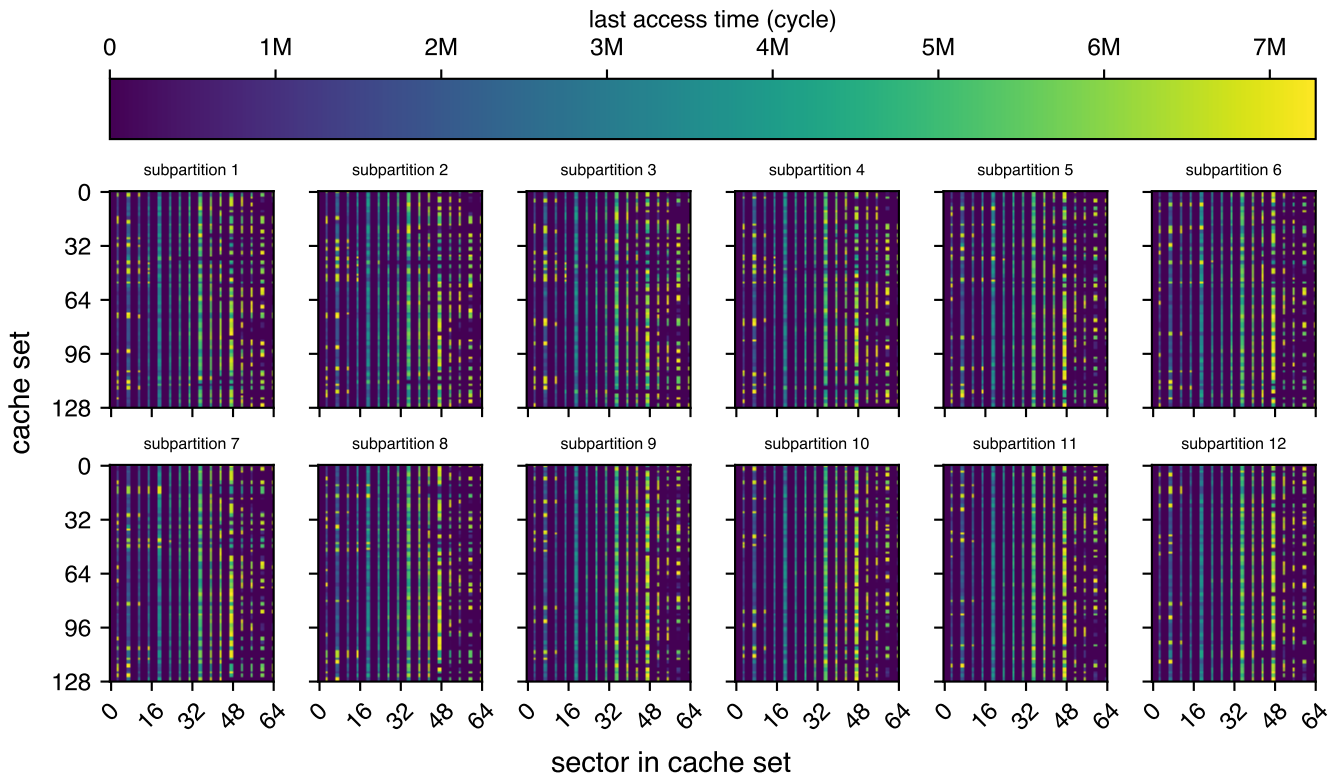 last access time (cycle)
0 1M 2M 3M 4M 5M 6M 7M
subpartition 1 subpartition 2 subpartition 3 subpartition 4 subpartition 5 subpartition 6
0
32
64
96
128
cache set
subpartition 7 subpartition 8 subpartition 9 subpartition 10 subpartition 11 subpartition 12
0
32
64
96
128
0 16 32 48 64 0 16 32 48 64 0 16 32 48 64 0 16 32 48 64 0 16 32 48 64 0 16 32 48 64
sector in cache set